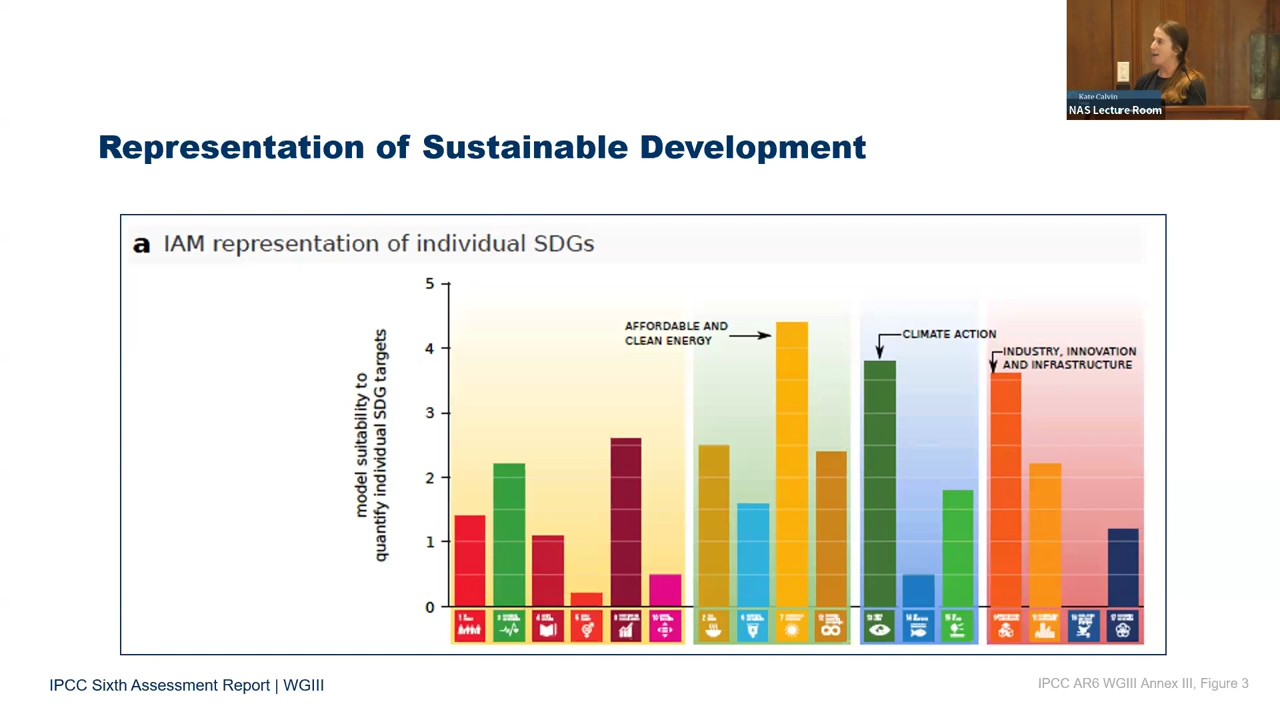 Kate Calvin
NAS Lecture Room
Representation of Sustainable Development
a IAM representation of individual SDGs
model suitability to
quantify individual SDG targets
5
4
3
2
1
0
AFFORDABLE AND
CLEAN ENERGY
CLIMATE ACTION
INDUSTRY, INNOVATION
AND INFRASTRUCTURE
IPCC Sixth Assessment Report | WGIII
IPCC AR6 WGIII Annex III, Figure 3